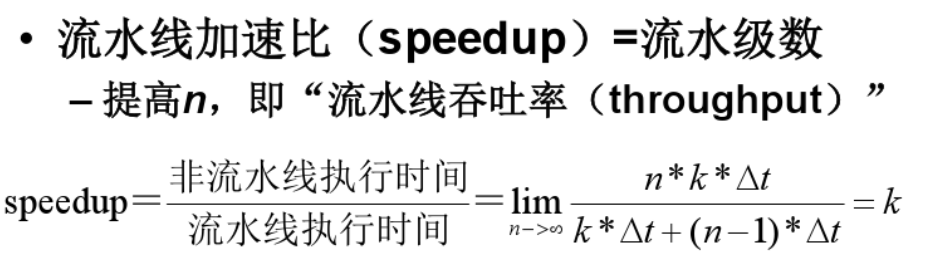 • 流水线加速比（speedup）=流水级数
– 提高n，即“流水线吞吐率（throughput）”
speedup=非流水线执行时间/流水线执行时间=lim n->∞ n*k*Δt/k*Δt+(n−1)*Δt=k